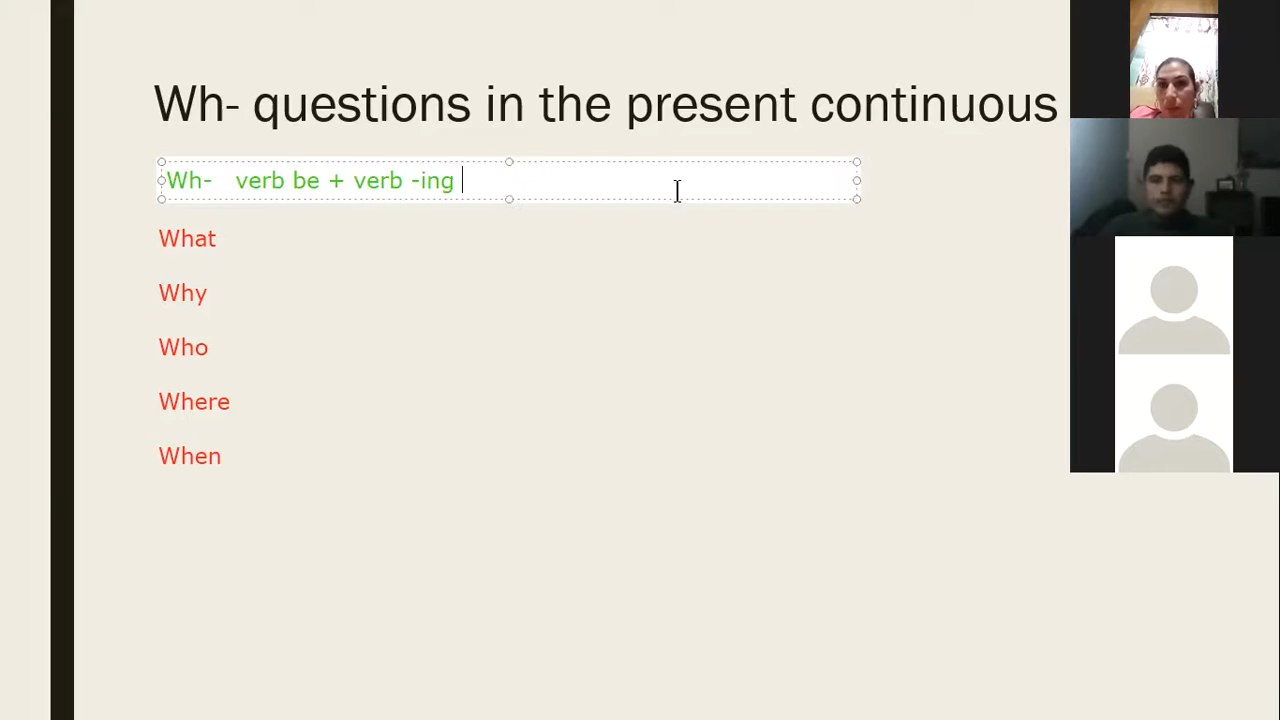 Wh- questions in the present continuous
Wh- verb be + verb -ing
What
Why
Who
Where
When